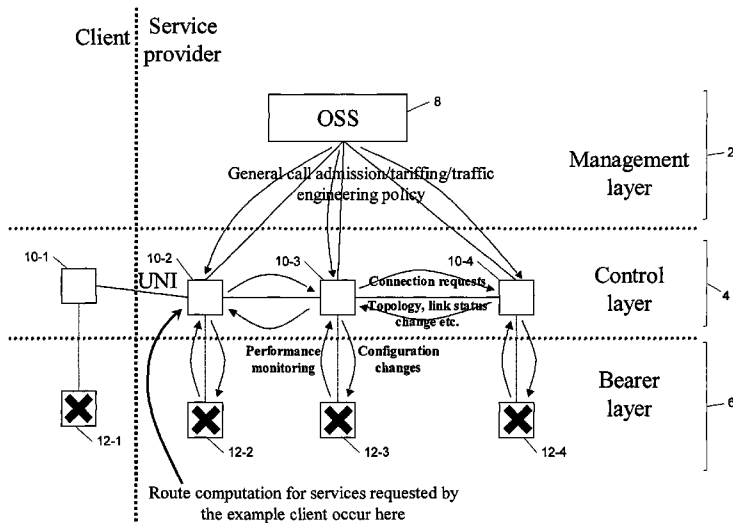 Client
Service
provider
OSS
8
General call admission/tariffing/traffic
engineering policy
Management
layer
2
10-1
10-2
10-3
10-4
UNI
Connection requests
Topology, link status
change etc.
Control
layer
4
Performance
monitoring
Configuration
changes
Bearer
layer
6
12-1
12-2
12-3
12-4
Route computation for services requested by
the example client occur here